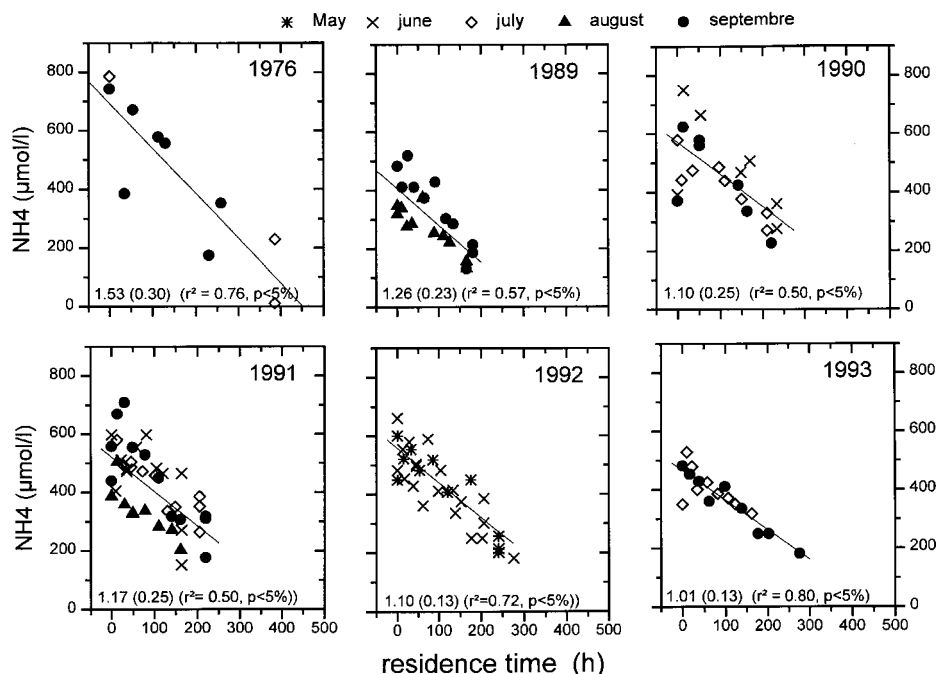 May june july august septembre
1976 1989 1990
800 800
600 600
400 400
200 200
0 0
NH4 (µmol/l)
1.53 (0.30) (r² = 0.76, p<5%) 1.26 (0.23) (r² = 0.57, p<5%) 1.10 (0.25) (r²= 0.50, p<5%)
1991 1992 1993
800 800
600 600
400 400
200 200
0 0
NH4 (µmol/l)
1.17 (0.25) (r²= 0.50, p<5%)) 1.10 (0.13) (r²=0.72, p<5%)) 1.01 (0.13) (r² = 0.80, p<5%)
0 100 200 300 400 500 0 100 200 300 400 500 0 100 200 300 400 500
residence time (h)